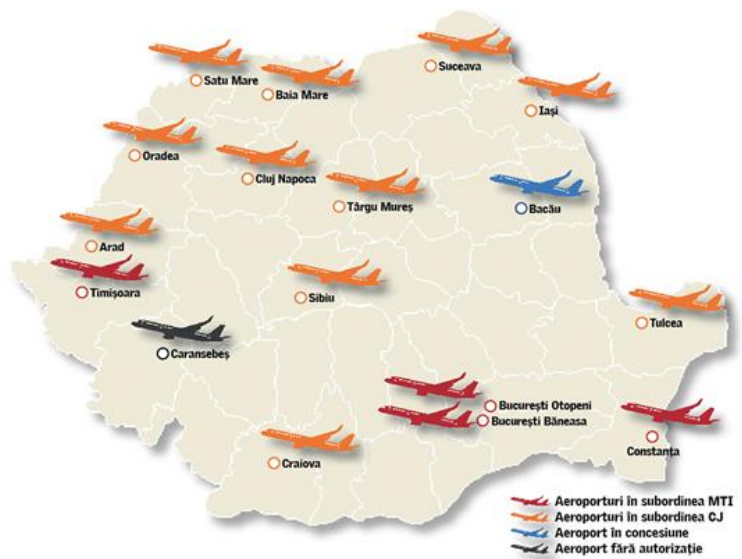 Suceava
Satu Mare
Baia Mare
Iași
Oradea
Cluj Napoca
Târgu Mureș
Bacău
Arad
Timișoara
Sibiu
Tulcea
Caransebeș
București Otopeni
București Băneasa
Constanța
Craiova
Aeroporturi în subordinea MTI
Aeroporturi în subordinea CJ
Aeroport în concesiune
Aeroport fără autorizație